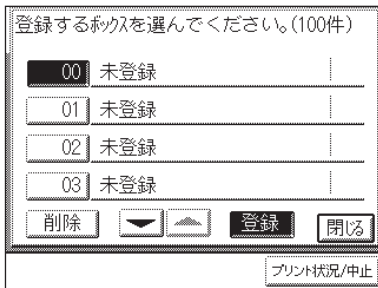 登録するボックスを選んでください。(100件)
00 未登録
01 未登録
02 未登録
03 未登録
削除 登録 閉じる
プリント状況/中止